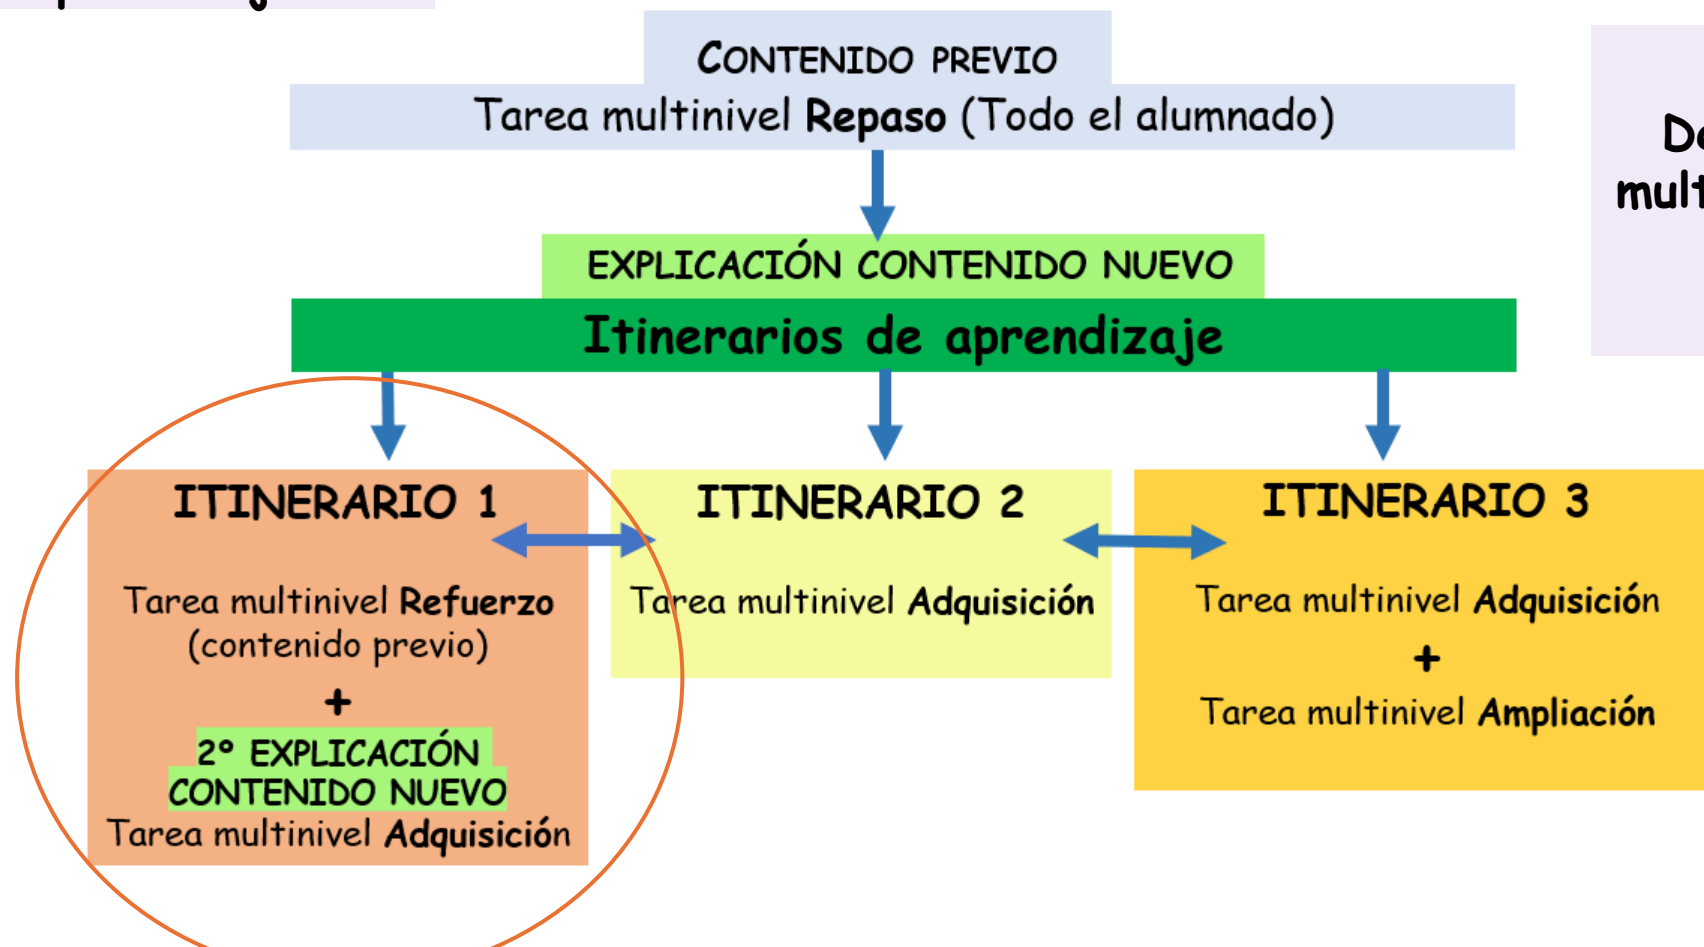 CONTENIDO PREVIO
Tarea multinivel Repaso (Todo el alumnado)
EXPLICACIÓN CONTENIDO NUEVO
Itinerarios de aprendizaje
ITINERARIO 1
Tarea multinivel Refuerzo
(contenido previo)
+
2º EXPLICACIÓN
CONTENIDO NUEVO
Tarea multinivel Adquisición
ITINERARIO 2
Tarea multinivel Adquisición
ITINERARIO 3
Tarea multinivel Adquisición
+
Tarea multinivel Ampliación